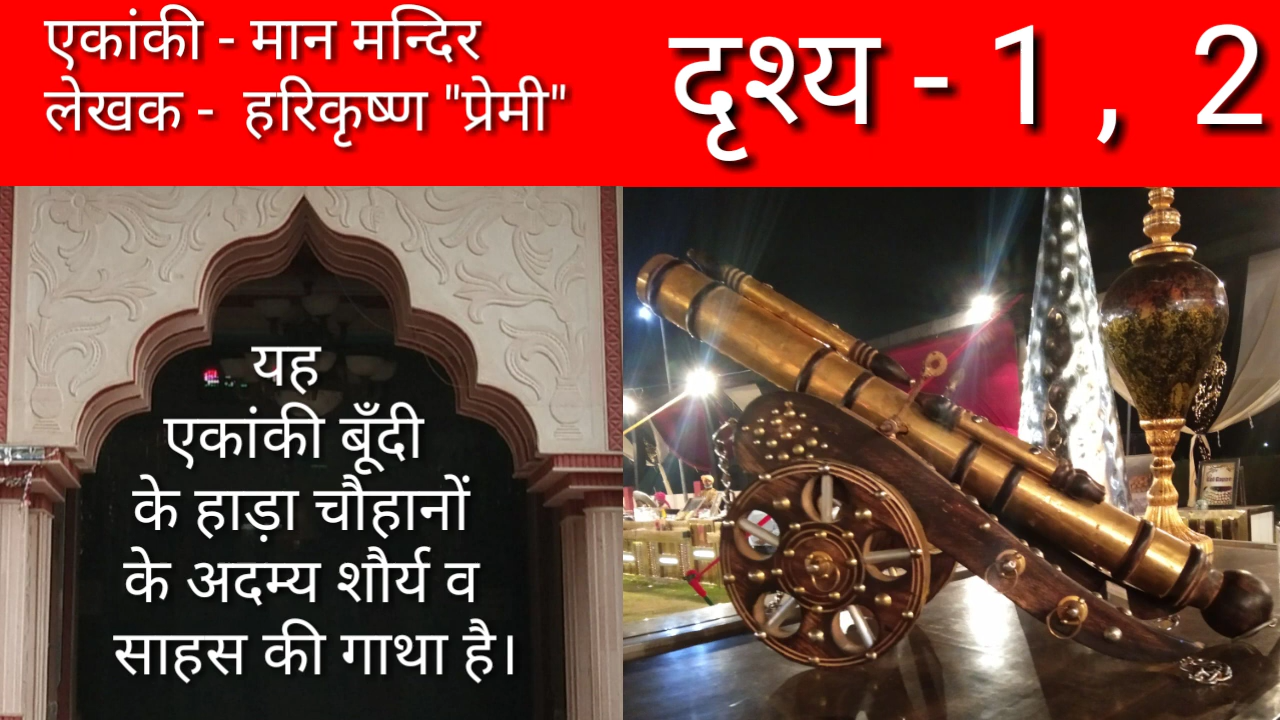 एकांकी - मान मन्दिर
लेखक - हरिकृष्ण "प्रेमी"
दृश्य - 1 , 2
यह
एकांकी बूँदी
के हाड़ा चौहानों
के अदम्य शौर्य व
साहस की गाथा है।